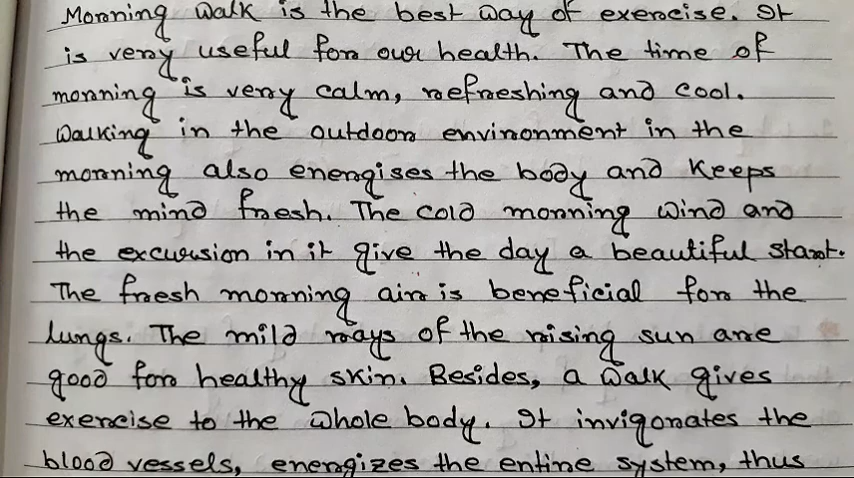 Morning walk is the best way of exercise. It
is very useful for our health. The time of
morning is very calm, refreshing and cool.
Walking in the outdoor environment in the
morning also energises the body and keeps
the mind fresh. The cold morning wind and
the excursion in it give the day a beautiful start.
The fresh morning air is beneficial for the
lungs. The mild rays of the rising sun are
good for healthy skin. Besides, a walk gives
exercise to the whole body. It invigorates the
blood vessels, energizes the entire system, thus